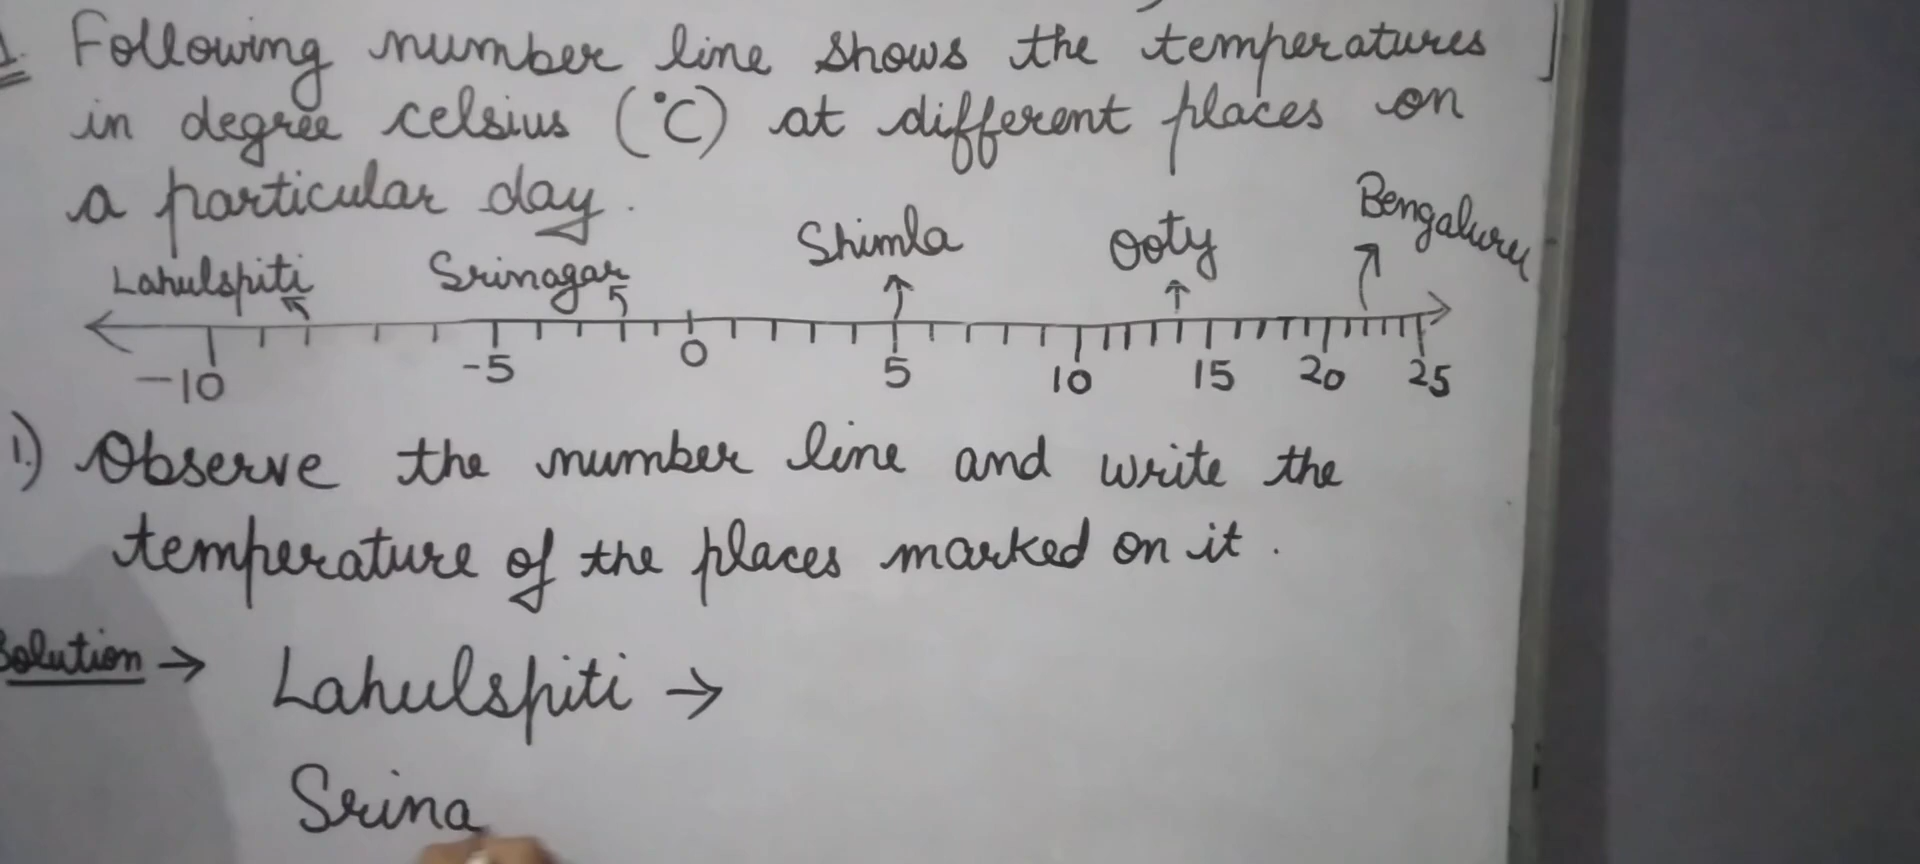 1. Following number line shows the temperatures
in degree celsius (°C) at different places on
a particular day.
Lahulspiti Srinagar Shimla Ooty Bengaluru
-10 -5 0 5 10 15 20 25
1.) Observe the number line and write the
temperature of the places marked on it.
Solution → Lahulspiti →
Srina